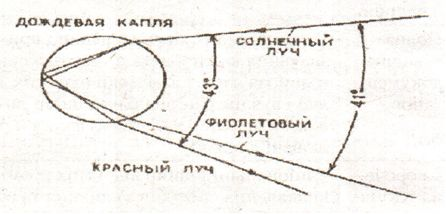 ДОЖДЕВАЯ КАПЛЯ
СОЛНЕЧНЫЙ
ЛУЧ
43°
41°
ФИОЛЕТОВЫЙ
ЛУЧ
КРАСНЫЙ ЛУЧ